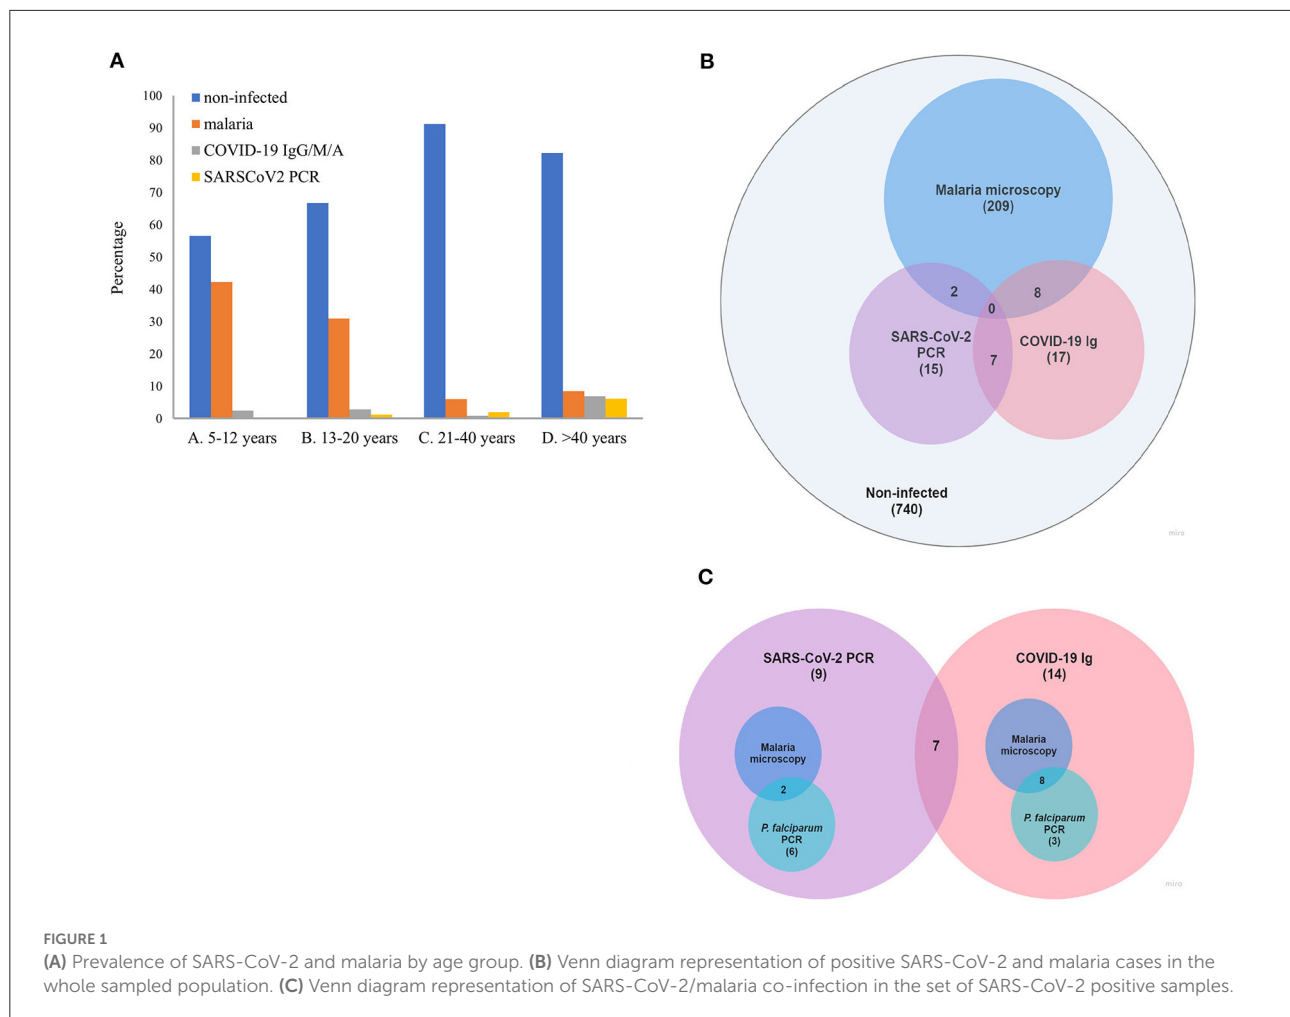 A
100
90
80
70
60
50
40
30
20
10
0
Percentage
non-infected
malaria
COVID-19 IgG/M/A
SARSCoV2 PCR
A. 5-12 years
B. 13-20 years
C. 21-40 years
D. >40 years
B
Malaria microscopy
(209)
2
8
0
SARS-CoV-2
PCR
(15)
7
COVID-19 Ig
(17)
Non-infected
(740)
miro
C
SARS-CoV-2 PCR
(9)
Malaria
microscopy
2
P. falciparum
PCR
(6)
7
COVID-19 Ig
(14)
Malaria
microscopy
8
P. falciparum
PCR
(3)
miro
FIGURE 1
(A) Prevalence of SARS-CoV-2 and malaria by age group. (B) Venn diagram representation of positive SARS-CoV-2 and malaria cases in the
whole sampled population. (C) Venn diagram representation of SARS-CoV-2/malaria co-infection in the set of SARS-CoV-2 positive samples.